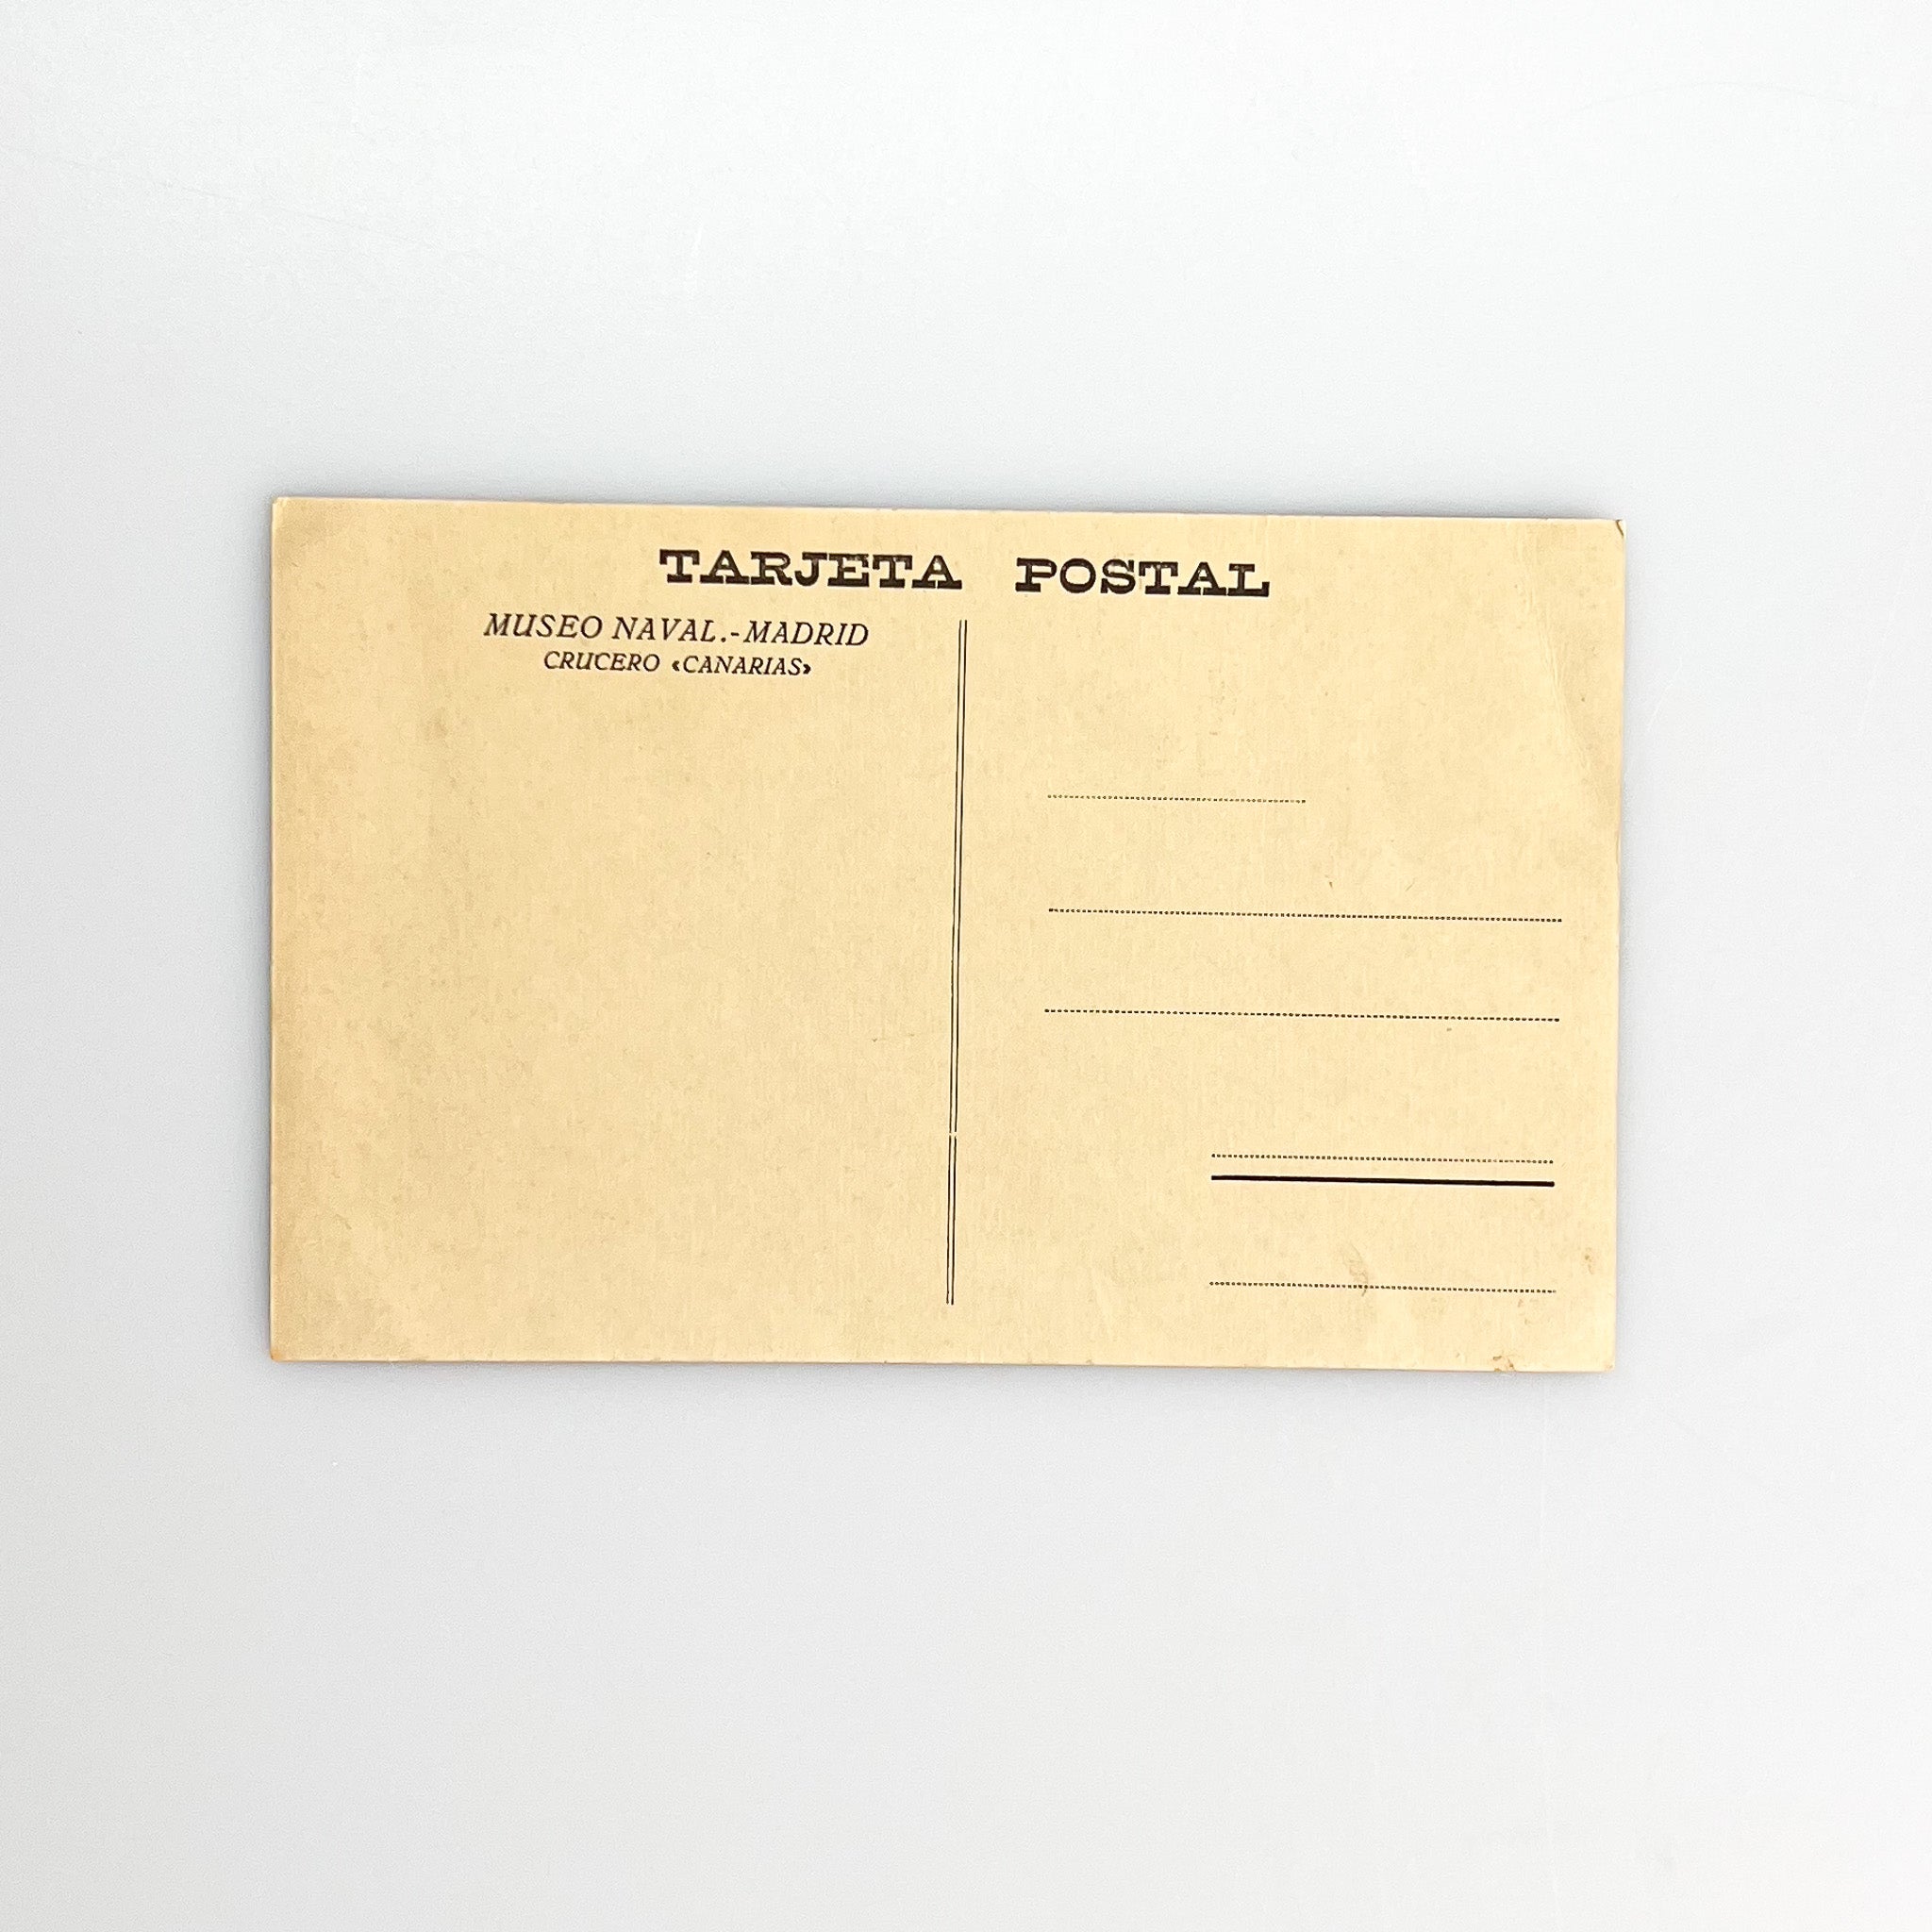 TARJETA POSTAL
MUSEO NAVAL.-MADRID
CRUCERO «CANARIAS»